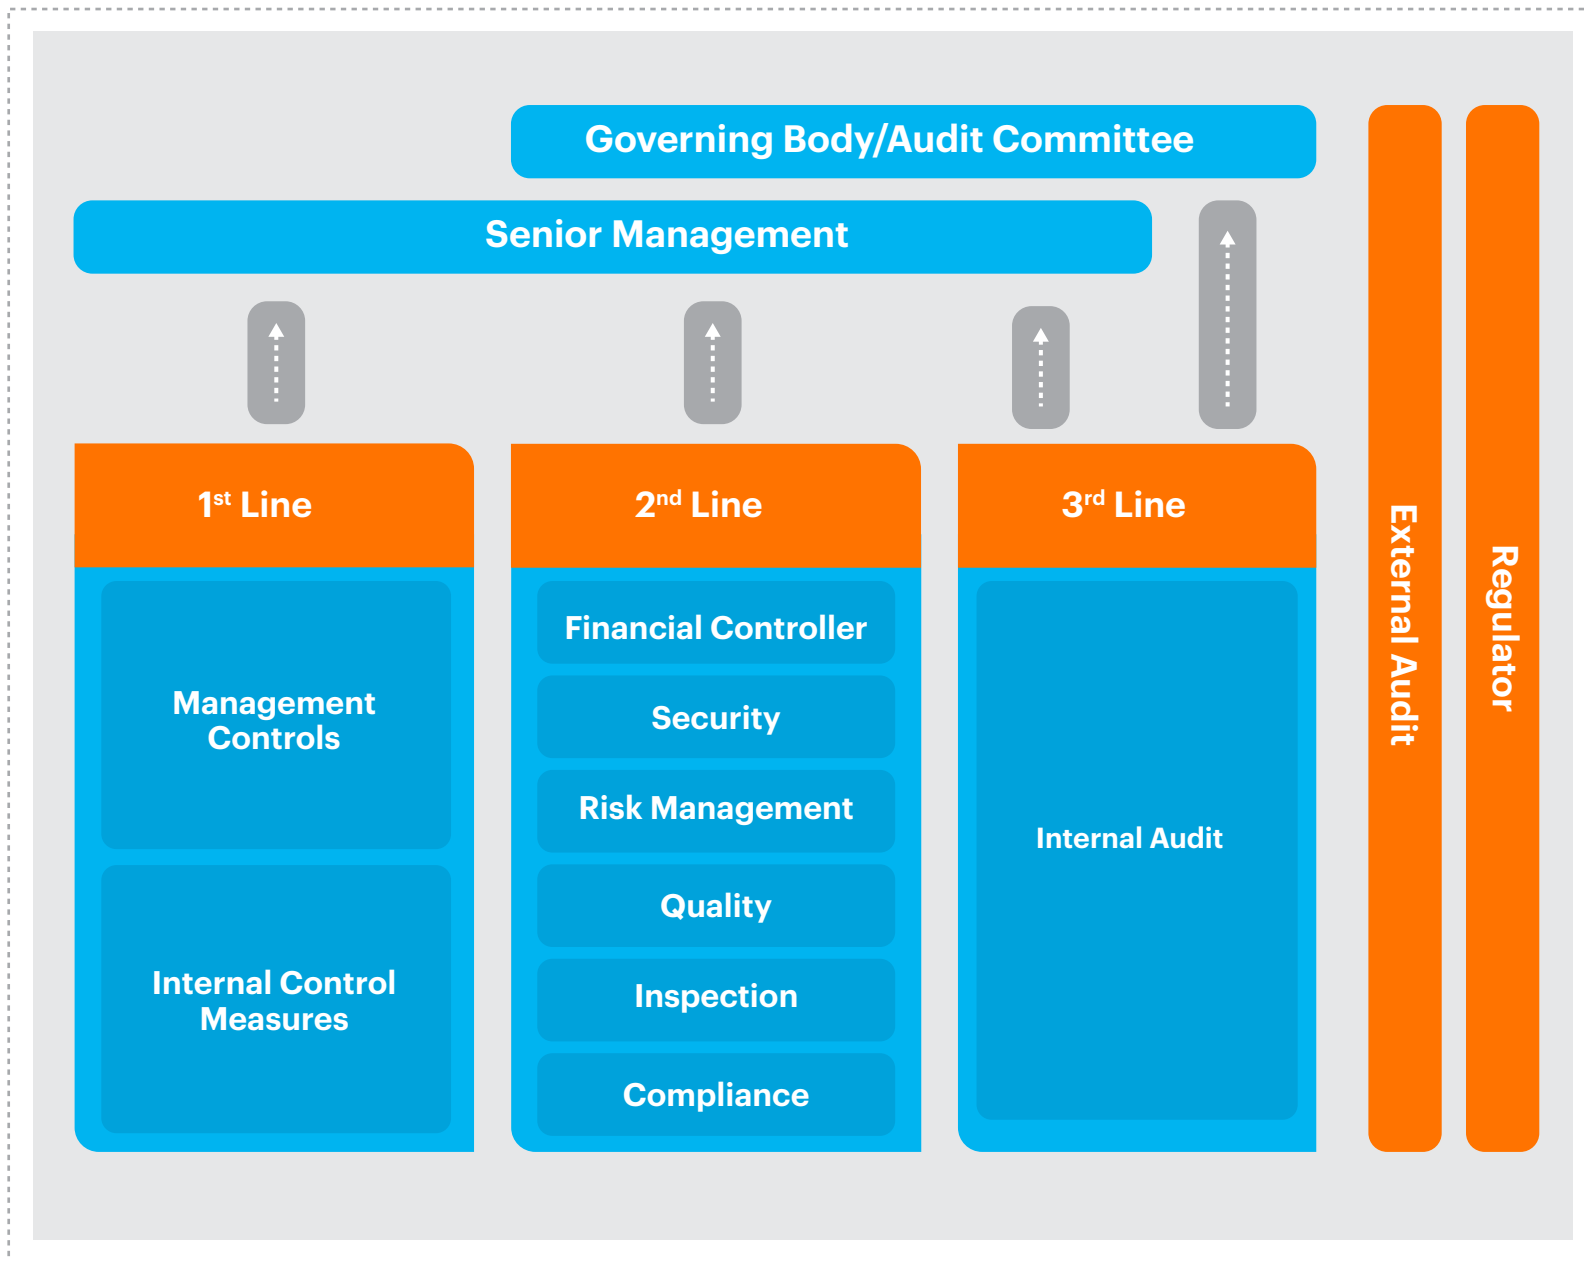 Governing Body/Audit Committee
Senior Management
1st Line
Management
Controls
Internal Control
Measures
2nd Line
Financial Controller
Security
Risk Management
Quality
Inspection
Compliance
3rd Line
Internal Audit
External Audit
Regulator